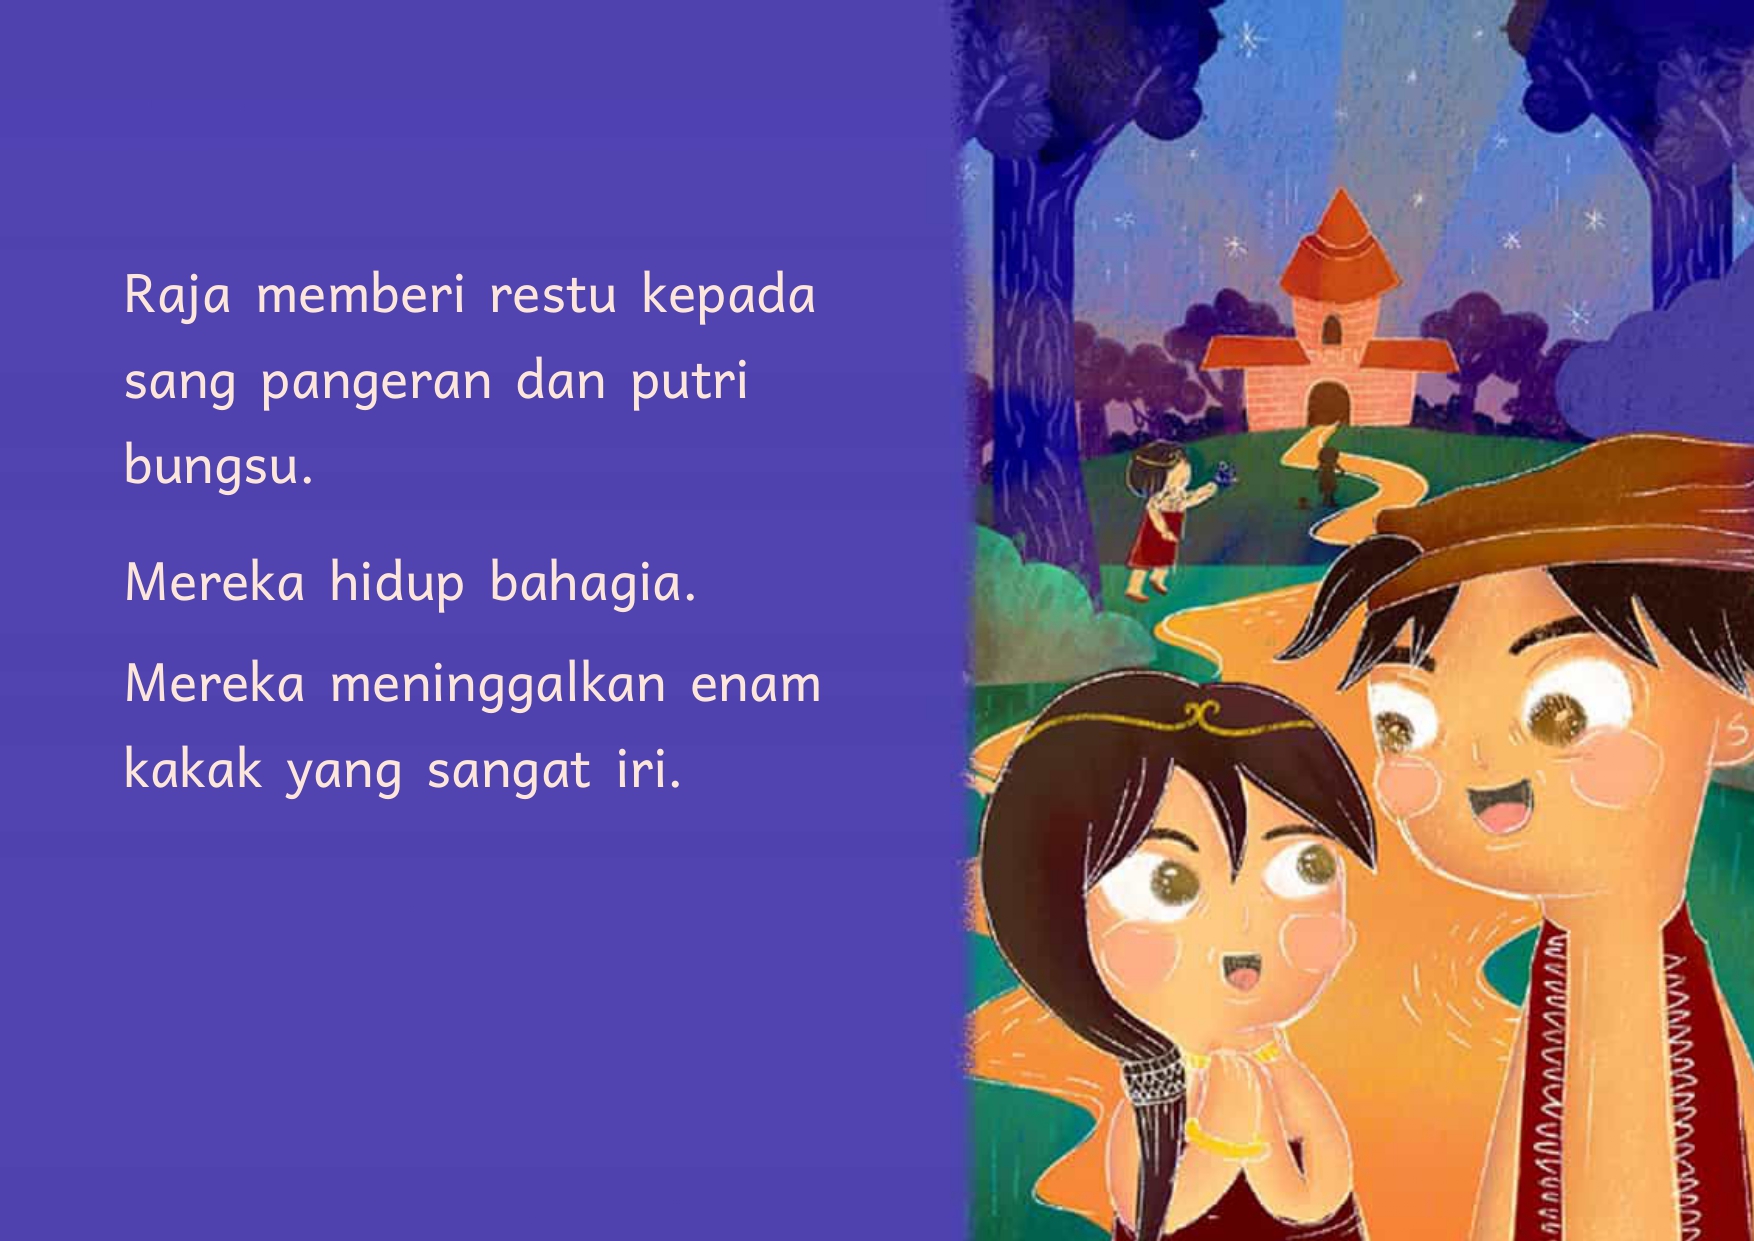 Raja memberi restu kepada
sang pangeran dan putri
bungsu.
Mereka hidup bahagia.
Mereka meninggalkan enam
kakak yang sangat iri.